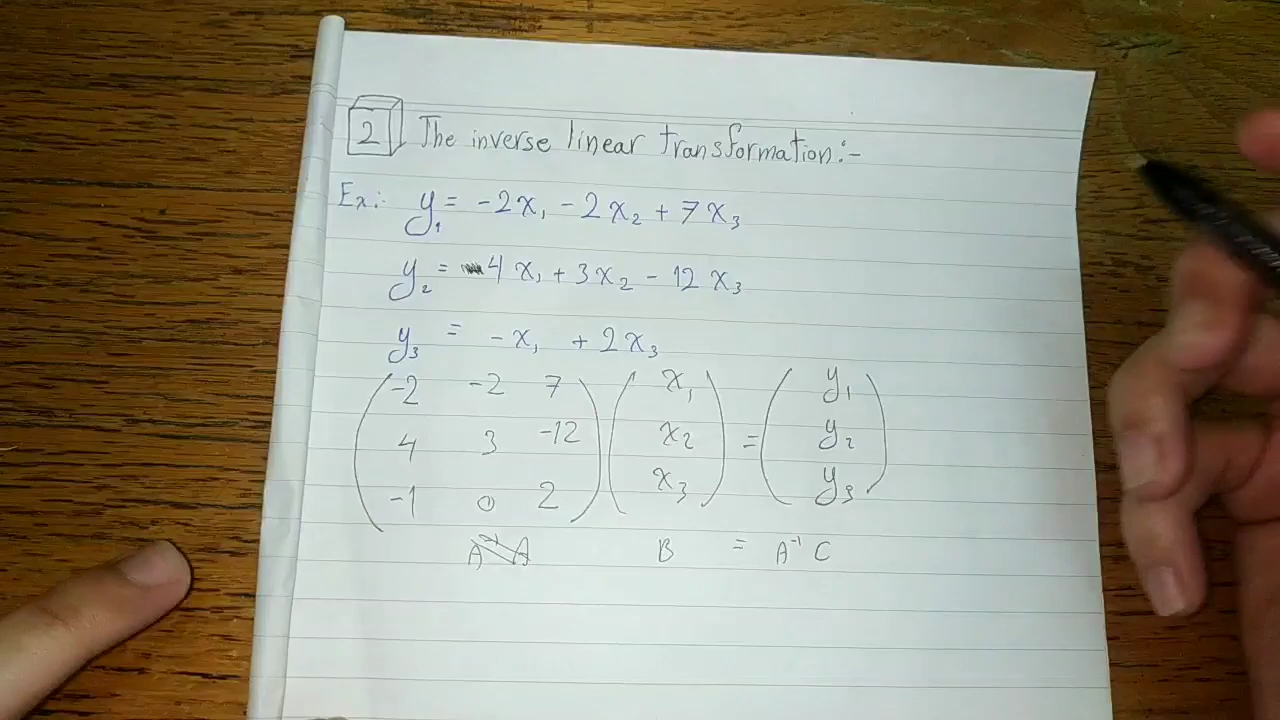 2 The inverse linear transformation:-
Ex:- y₁ = -2x₁ - 2x₂ + 7x₃
y₂ = 4x₁ + 3x₂ - 12x₃
y₃ = -x₁ + 2x₃
-2 -2 7 x₁ y₁
4 3 -12 x₂ = y₂
-1 0 2 x₃ y₃
A⁻¹ A B = A⁻¹ C